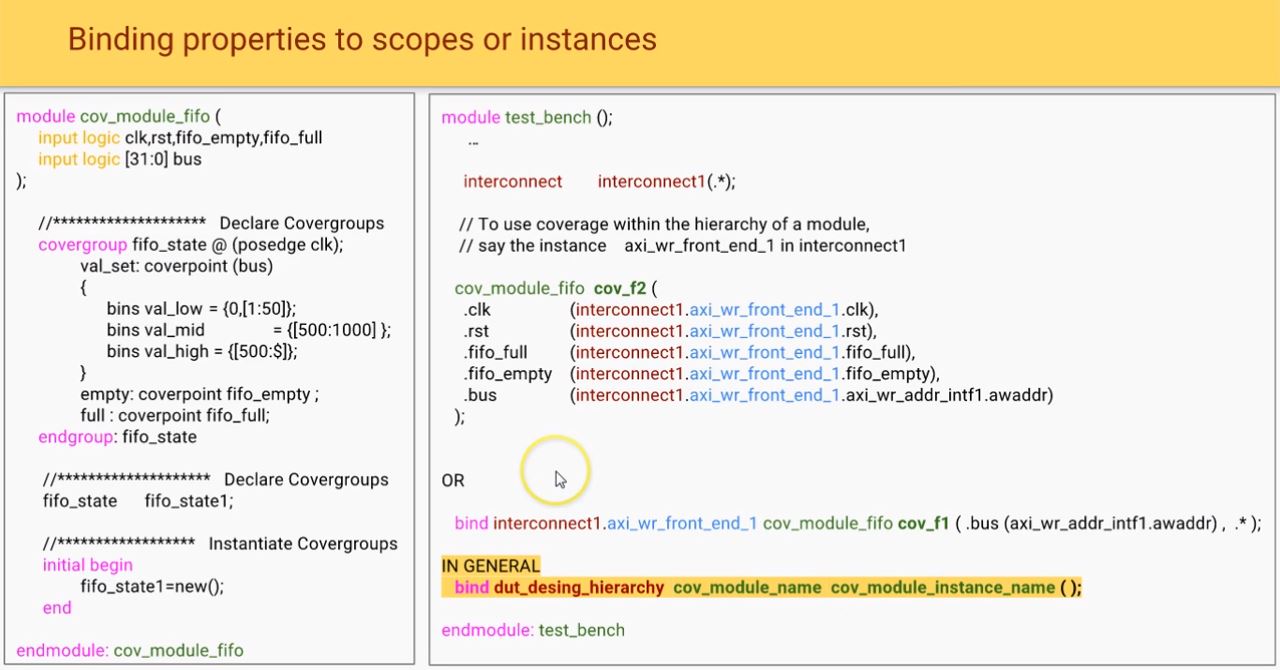 Binding properties to scopes or instances
module cov_module_fifo (
input logic clk,rst,fifo_empty,fifo_full
input logic [31:0] bus
);
//******************** Declare Covergroups
covergroup fifo_state @ (posedge clk);
val_set: coverpoint (bus)
{
bins val_low = {0,[1:50]};
bins val_mid = {[500:1000] };
bins val_high = {[500:$]};
}
empty: coverpoint fifo_empty ;
full : coverpoint fifo_full;
endgroup: fifo_state
//******************** Declare Covergroups
fifo_state fifo_state1;
//****************** Instantiate Covergroups
initial begin
fifo_state1=new();
end
endmodule: cov_module_fifo
module test_bench ();
...
interconnect interconnect1(.*);
// To use coverage within the hierarchy of a module,
// say the instance axi_wr_front_end_1 in interconnect1
cov_module_fifo cov_f2 (
.clk (interconnect1.axi_wr_front_end_1.clk),
.rst (interconnect1.axi_wr_front_end_1.rst),
.fifo_full (interconnect1.axi_wr_front_end_1.fifo_full),
.fifo_empty (interconnect1.axi_wr_front_end_1.fifo_empty),
.bus (interconnect1.axi_wr_front_end_1.axi_wr_addr_intf1.awaddr)
);
OR
bind interconnect1.axi_wr_front_end_1 cov_module_fifo cov_f1 ( .bus (axi_wr_addr_intf1.awaddr) , .* );
IN GENERAL
bind dut_desing_hierarchy cov_module_name cov_module_instance_name ( );
endmodule: test_bench